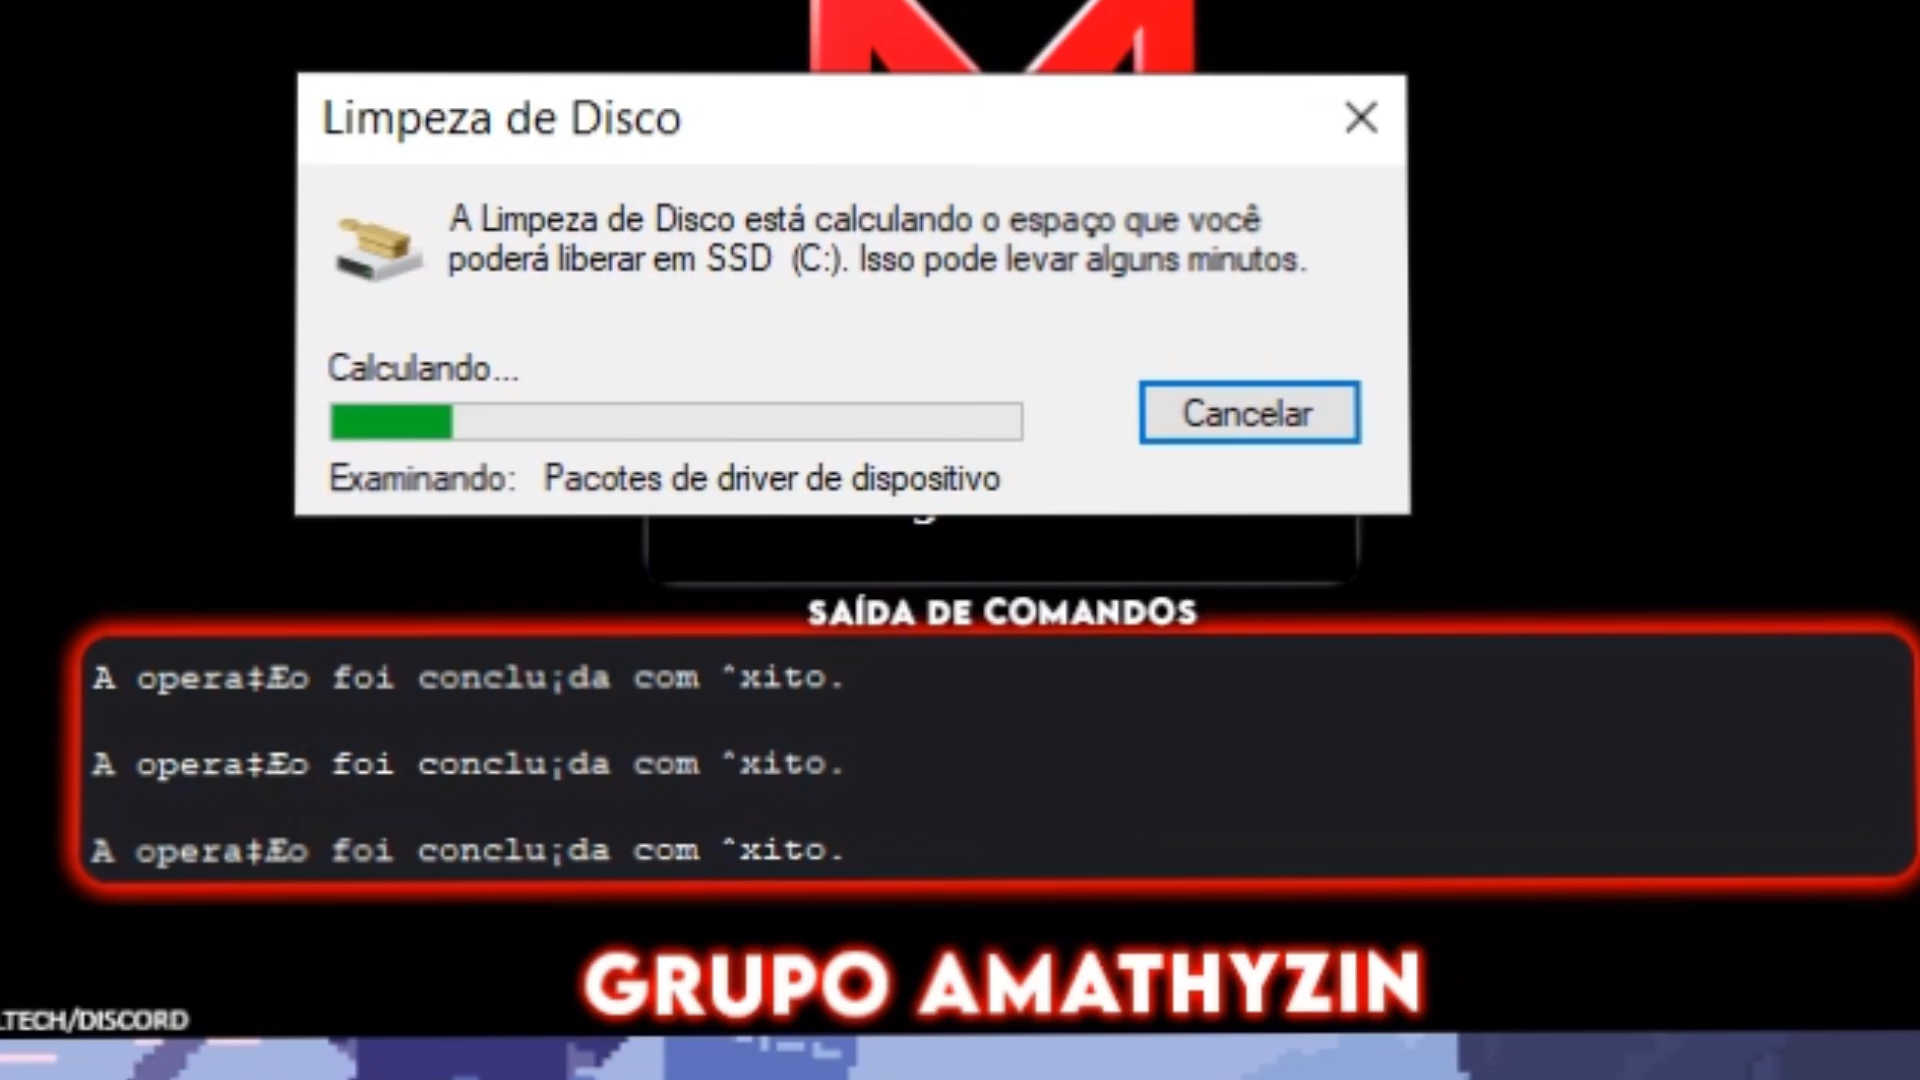 Limpeza de Disco
A Limpeza de Disco está calculando o espaço que você
poderá liberar em SSD (C:). Isso pode levar alguns minutos.
Calculando...
Cancelar
Examinando: Pacotes de driver de dispositivo
SAÍDA DE COMANDOS
A opera‡Æo foi conclu¡da com ˆxito.
A opera‡Æo foi conclu¡da com ˆxito.
A opera‡Æo foi conclu¡da com ˆxito.
GRUPO AMATHYZIN
.TECH/DISCORD